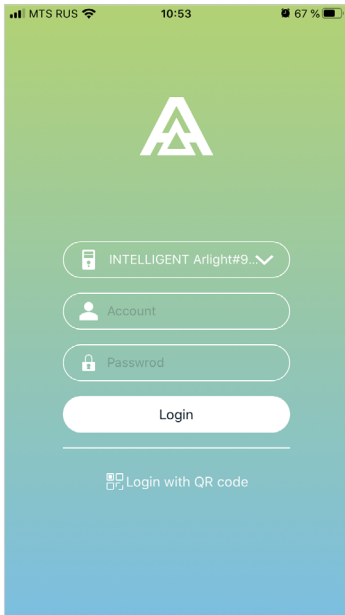 MTS RUS 10:53 67 %
INTELLIGENT Arlight#9...
Account
Passwrod
Login
Login with QR code